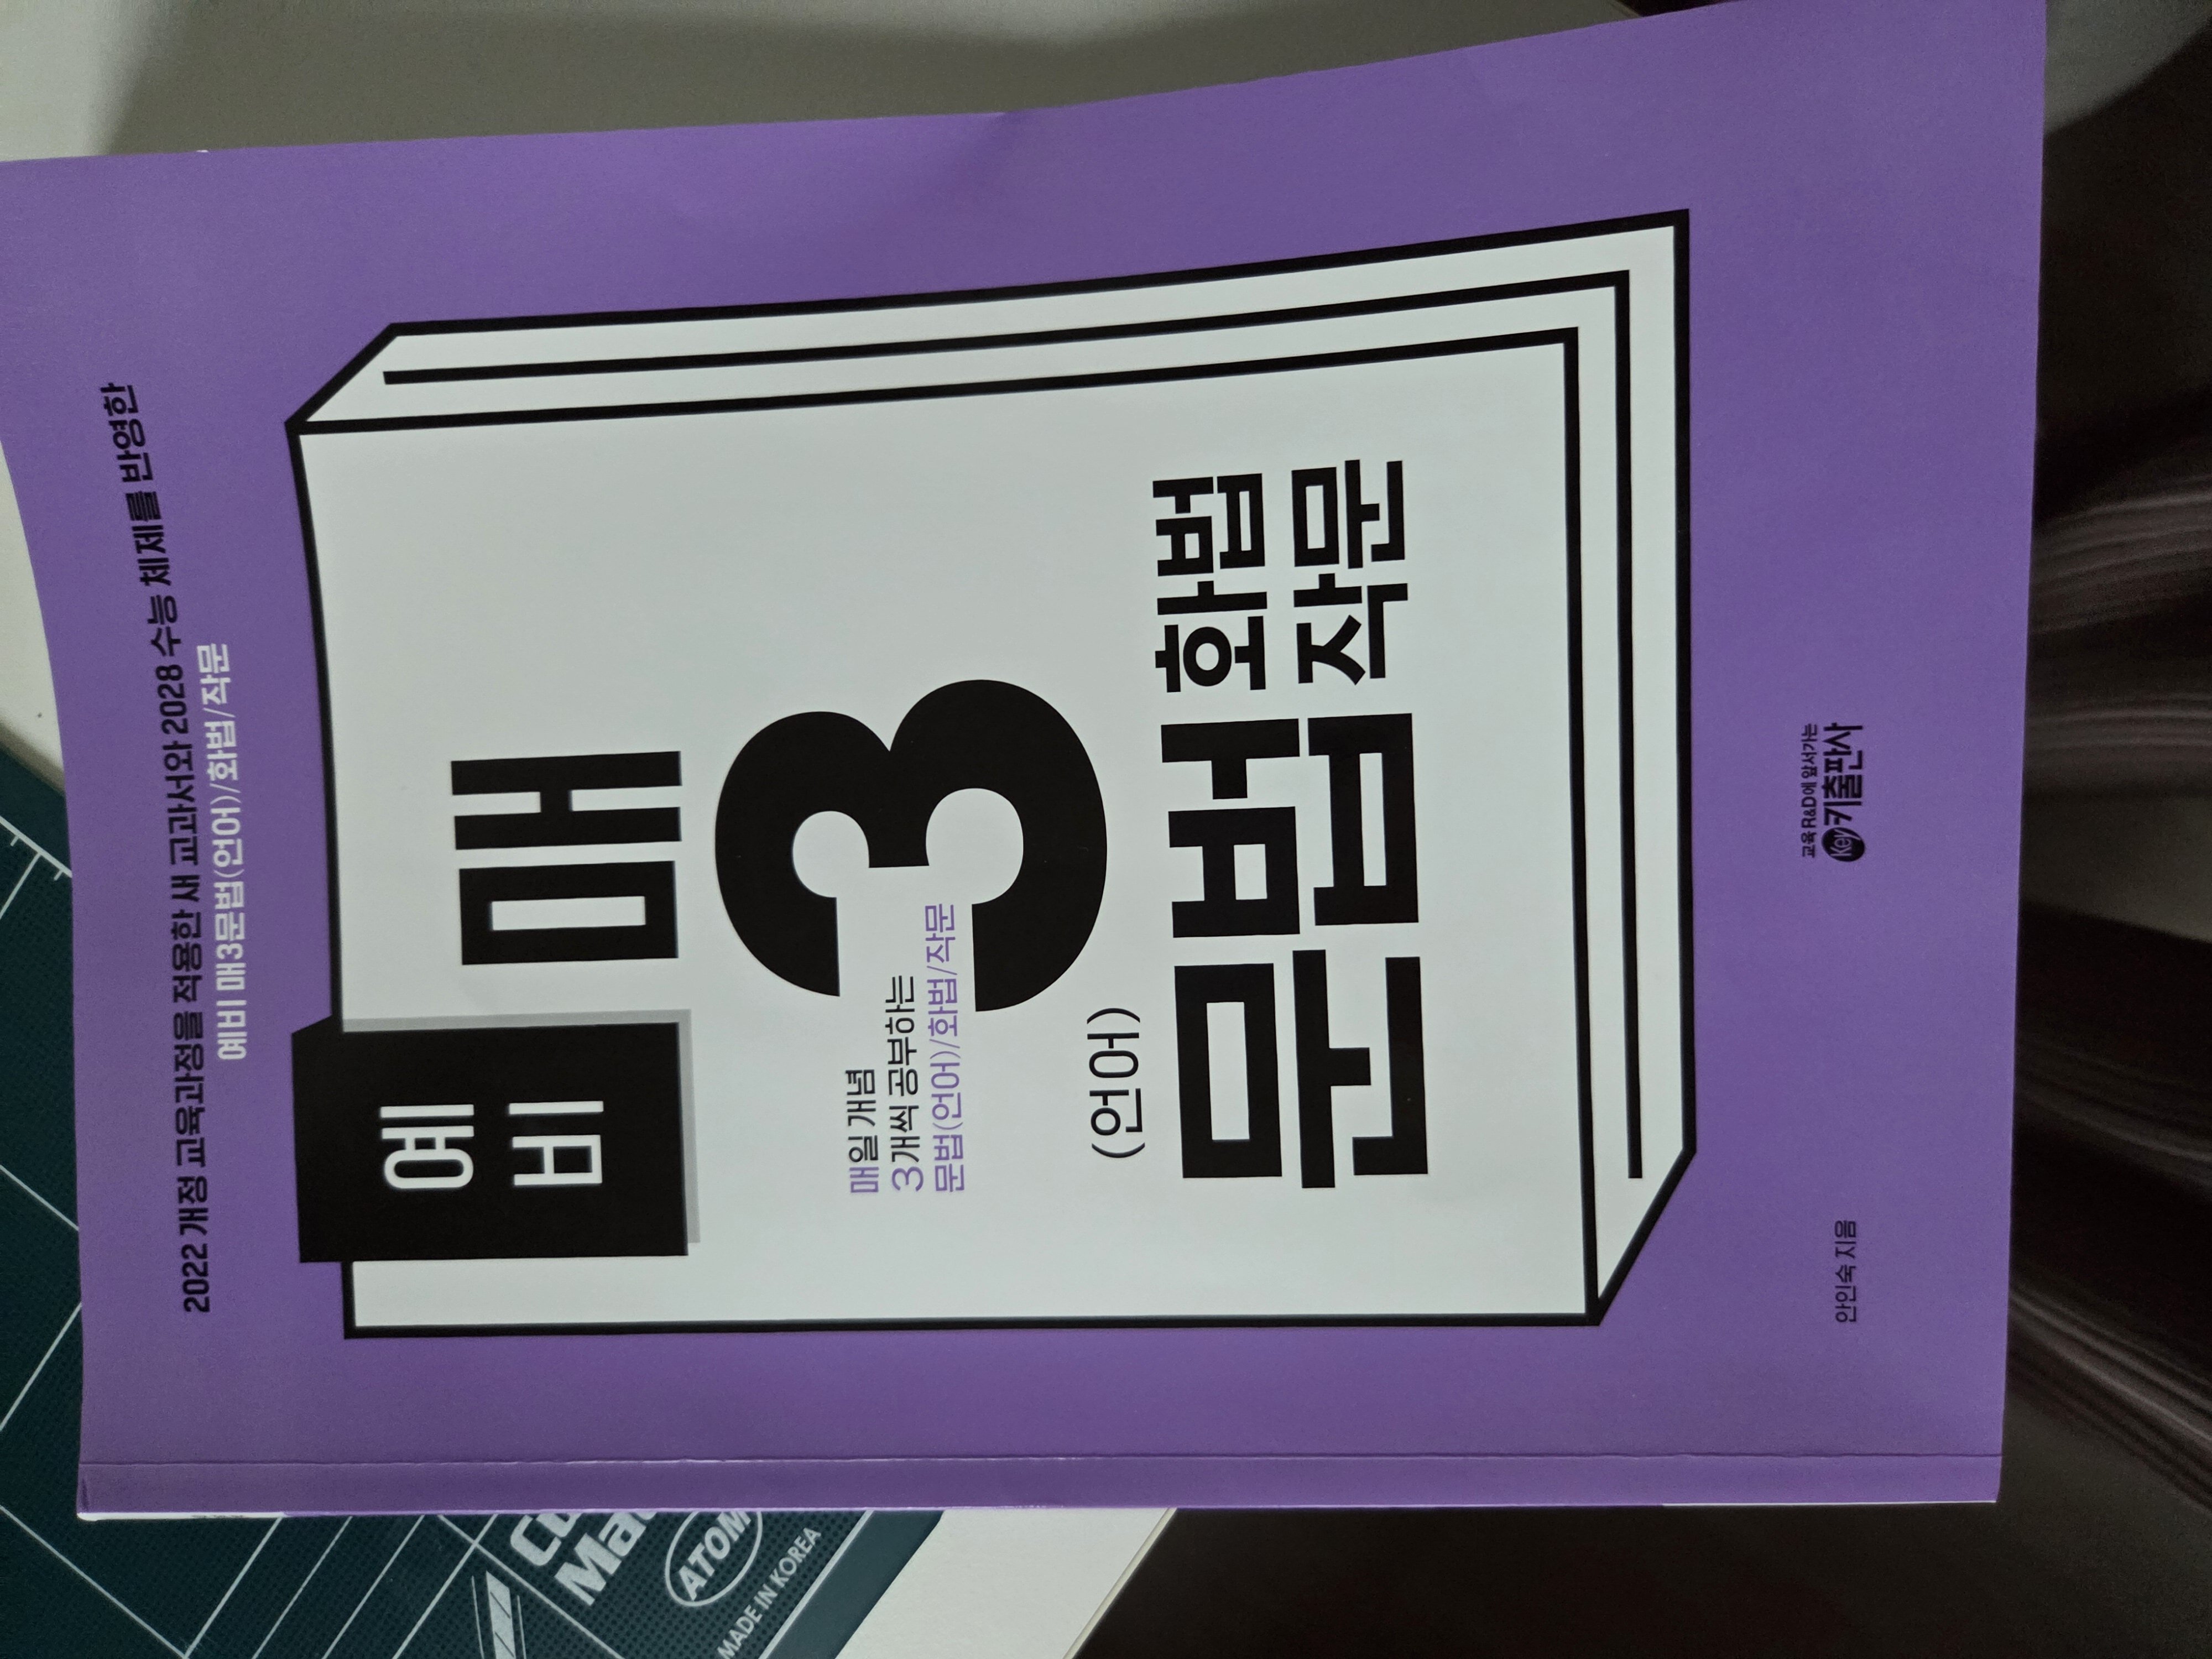 2022 개정 교육과정을 적용한 새 교과서와 2028 수능 체제를 반영한
예비 매3문법(언어)/화법/작문
예비
매
3
매일 개념
3개씩 공부하는
문법(언어)/화법/작문
(언어)
문법 화법
문법 작문
안인숙 지음
교육 R&D에 앞서가는
Key 키출판사
ATOM
MADE IN KOREA